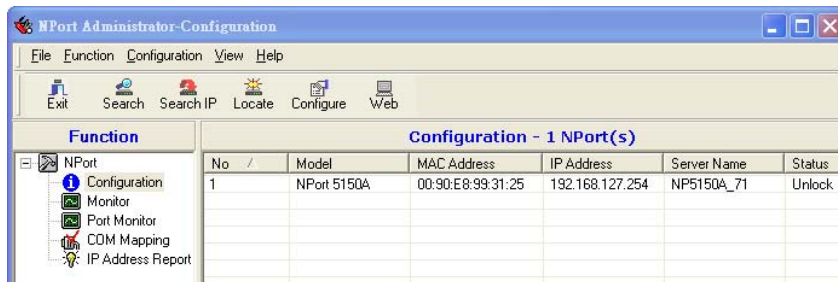 NPort Administrator-Configuration
File Function Configuration View Help
Exit Search Search IP Locate Configure Web
Function
Configuration - 1 NPort(s)
NPort
Configuration
Monitor
Port Monitor
COM Mapping
IP Address Report
No Model MAC Address IP Address Server Name Status
1 NPort 5150A 00:90:E8:99:31:25 192.168.127.254 NP5150A_71 Unlock